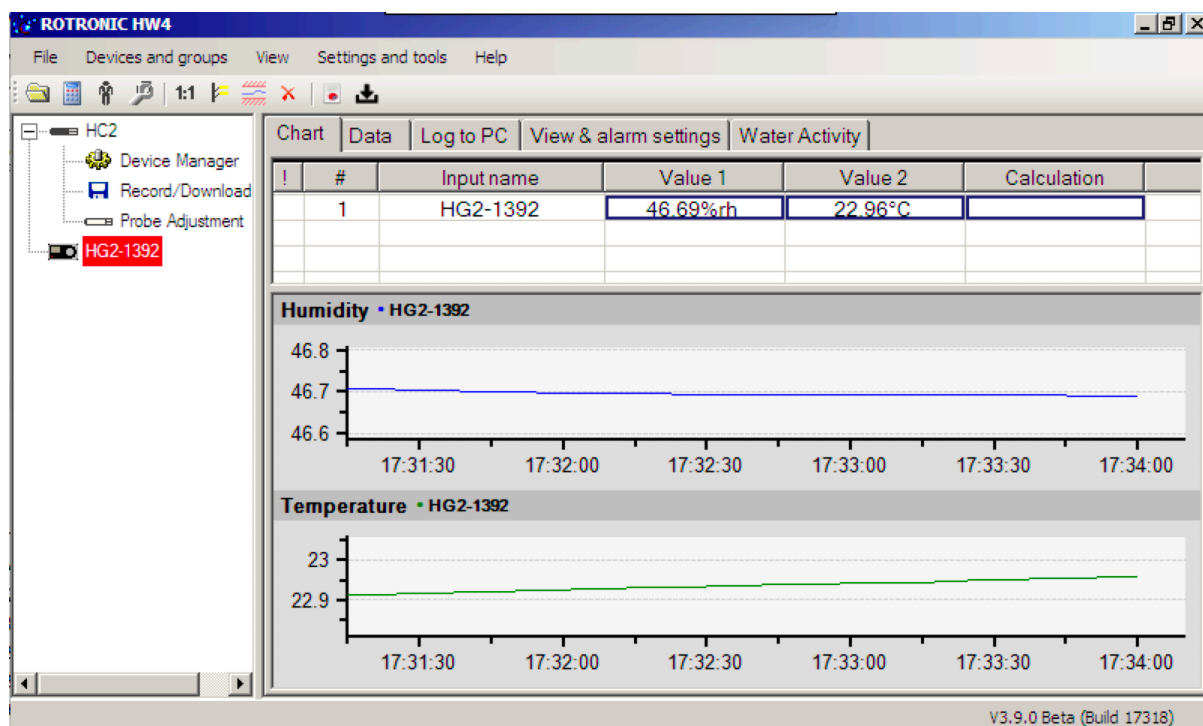 ROTRONIC HW4
File Devices and groups View Settings and tools Help
1:1
HC2
Device Manager
Record/Download
Probe Adjustment
HG2-1392
Chart Data Log to PC View & alarm settings Water Activity
! # Input name Value 1 Value 2 Calculation
1 HG2-1392 46.69%rh 22.96°C
Humidity HG2-1392
46.8
46.7
46.6
17:31:30 17:32:00 17:32:30 17:33:00 17:33:30 17:34:00
Temperature HG2-1392
23
22.9
17:31:30 17:32:00 17:32:30 17:33:00 17:33:30 17:34:00
V3.9.0 Beta (Build 17318)